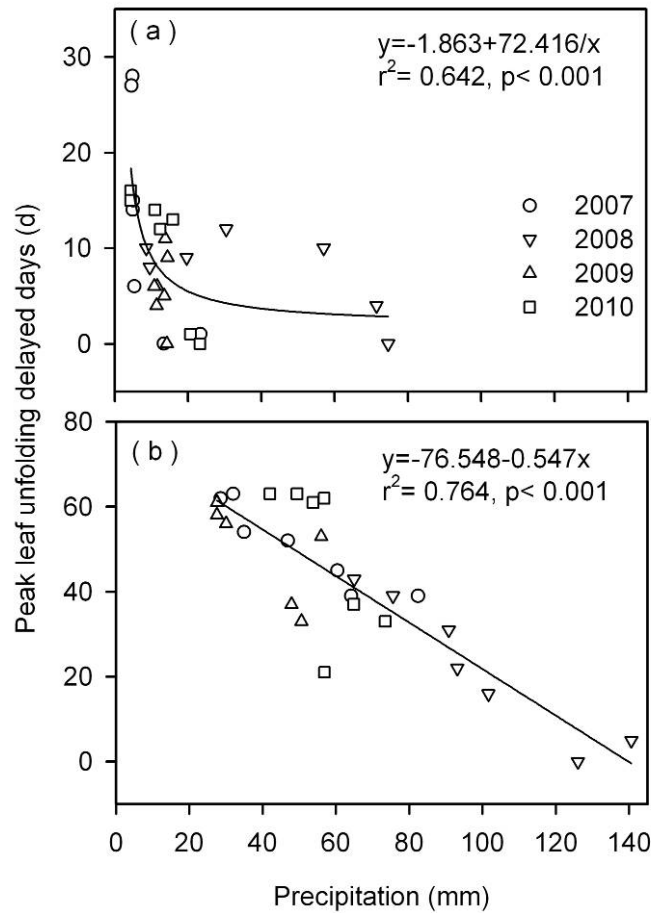 ( a )
y=-1.863+72.416/x
r²= 0.642, p< 0.001
30
20
10
0
2007
2008
2009
2010
Peak leaf unfolding delayed days (d)
( b )
y=-76.548-0.547x
r²= 0.764, p< 0.001
80
60
40
20
0
0 20 40 60 80 100 120 140
Precipitation (mm)